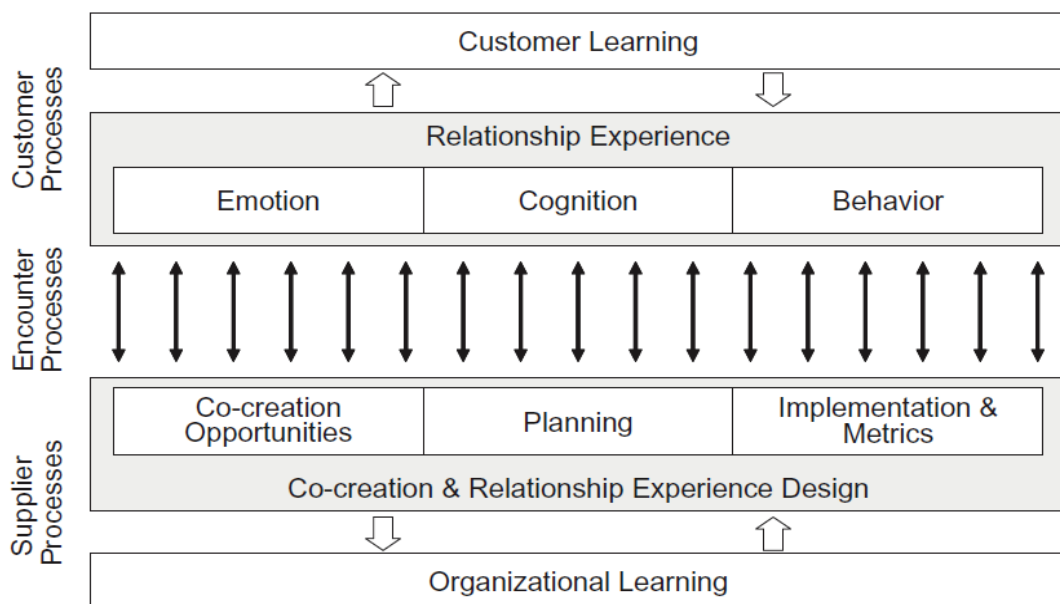 Customer Learning
Customer
Processes
Relationship Experience
Emotion
Cognition
Behavior
Encounter
Processes
Co-creation
Opportunities
Planning
Implementation &
Metrics
Supplier
Processes
Co-creation & Relationship Experience Design
Organizational Learning